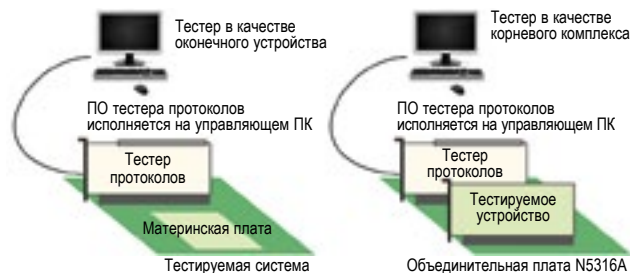 Тестер в качестве
оконечного устройства
ПО тестера протоколов
исполняется на управляющем ПК
Тестер
протоколов
Материнская плата
Тестируемая система
Тестер в качестве
корневого комплекса
ПО тестера протоколов
исполняется на управляющем ПК
Тестер
протоколов
Тестируемое
устройство
Объединительная плата N5316A